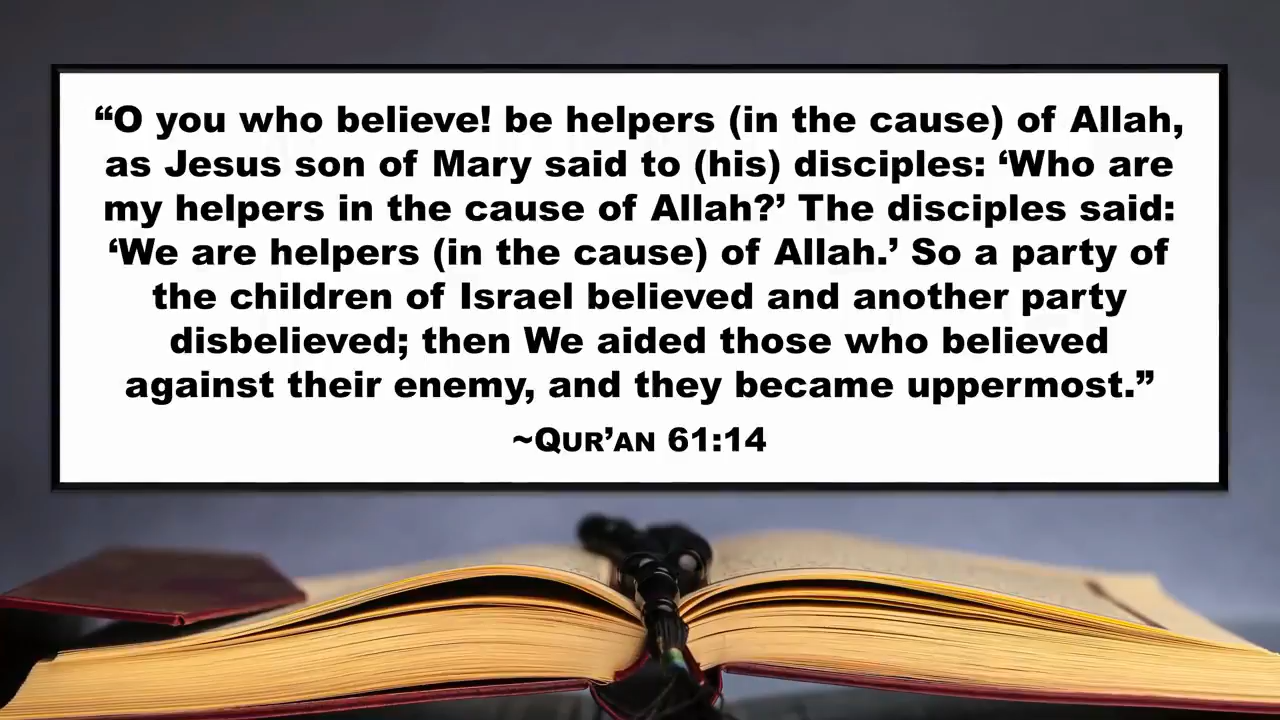 “O you who believe! be helpers (in the cause) of Allah,
as Jesus son of Mary said to (his) disciples: ‘Who are
my helpers in the cause of Allah?’ The disciples said:
‘We are helpers (in the cause) of Allah.’ So a party of
the children of Israel believed and another party
disbelieved; then We aided those who believed
against their enemy, and they became uppermost.”
~QUR’AN 61:14